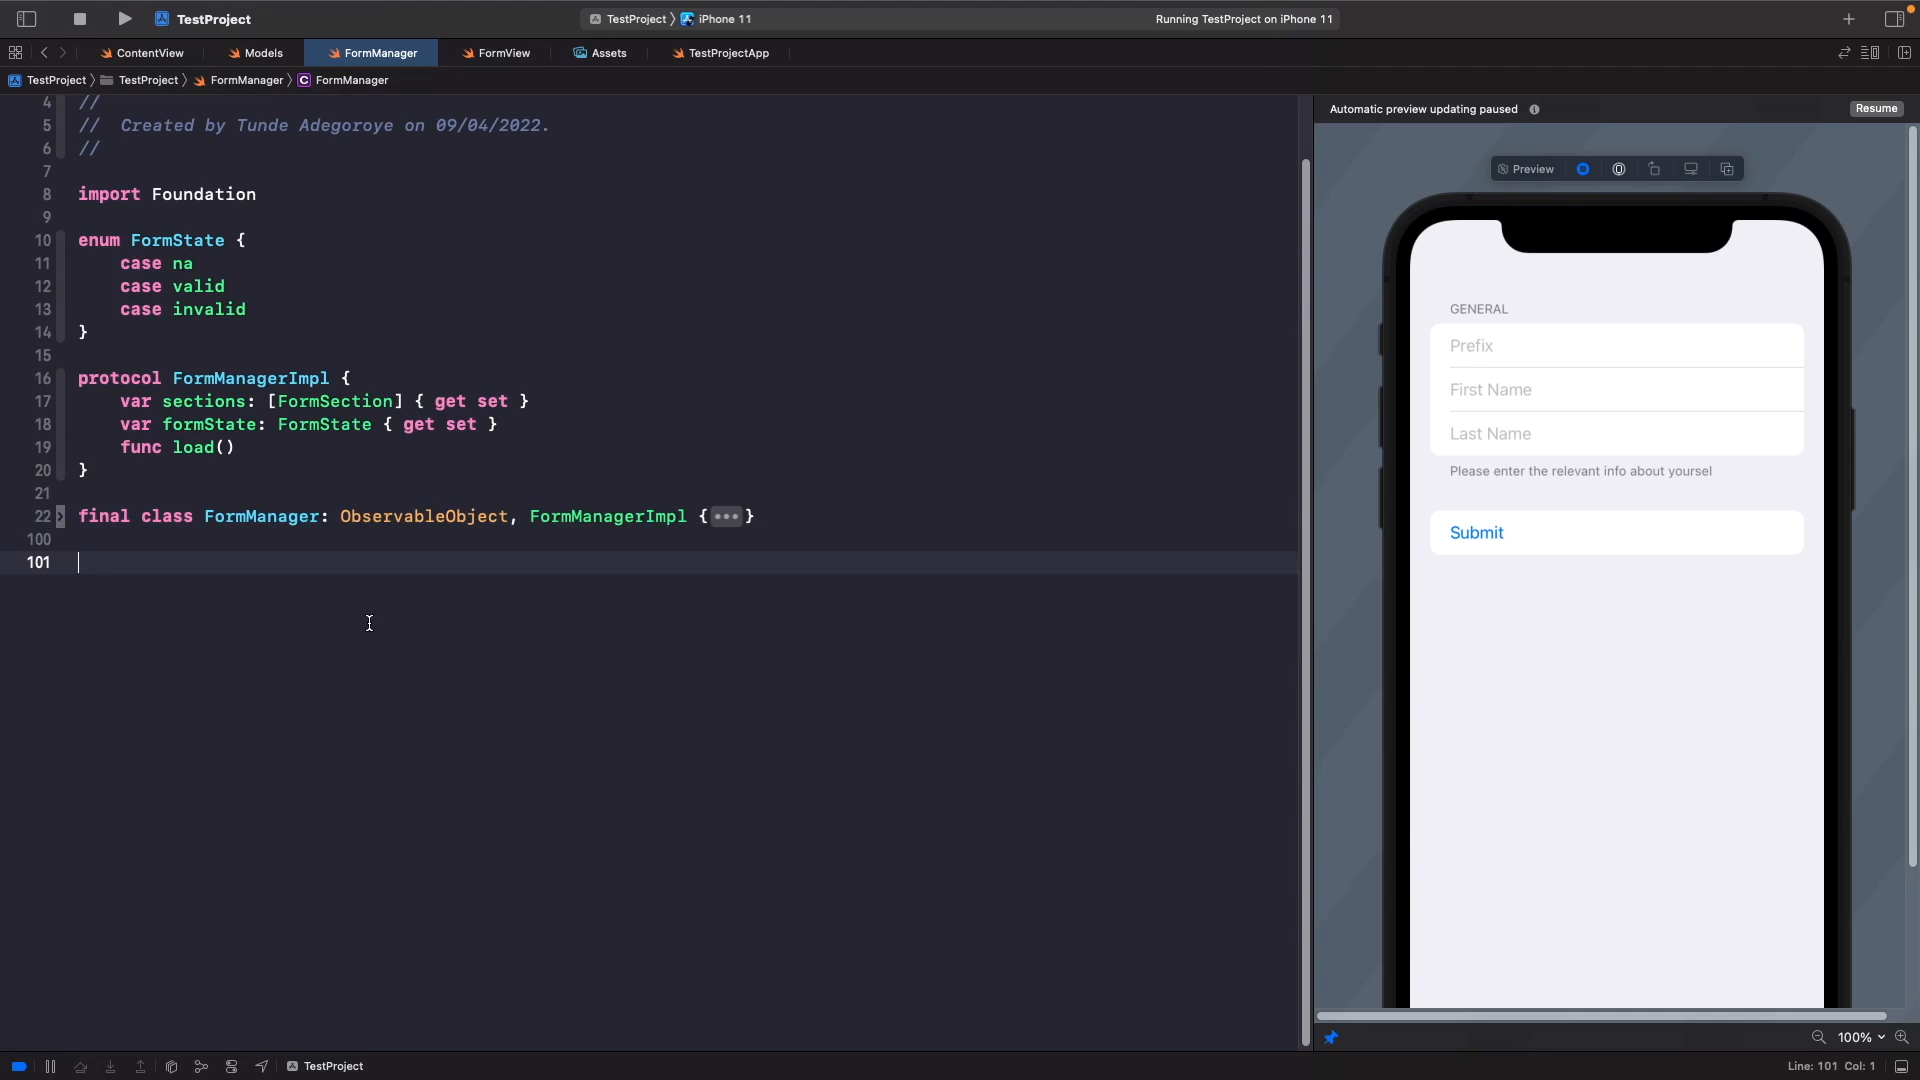 TestProject
TestProject 〉 iPhone 11
Running TestProject on iPhone 11
ContentView
Models
FormManager
FormView
Assets
TestProjectApp
TestProject 〉 TestProject 〉 FormManager 〉 C FormManager
4 //
5 //  Created by Tunde Adegoroye on 09/04/2022.
6 //
7
8 import Foundation
9
10 enum FormState {
11     case na
12     case valid
13     case invalid
14 }
15
16 protocol FormManagerImpl {
17     var sections: [FormSection] { get set }
18     var formState: FormState { get set }
19     func load()
20 }
21
22 final class FormManager: ObservableObject, FormManagerImpl {•••}
100
101
Automatic preview updating paused
Resume
Preview
GENERAL
Prefix
First Name
Last Name
Please enter the relevant info about yoursel
Submit
100%
TestProject
Line: 101 Col: 1